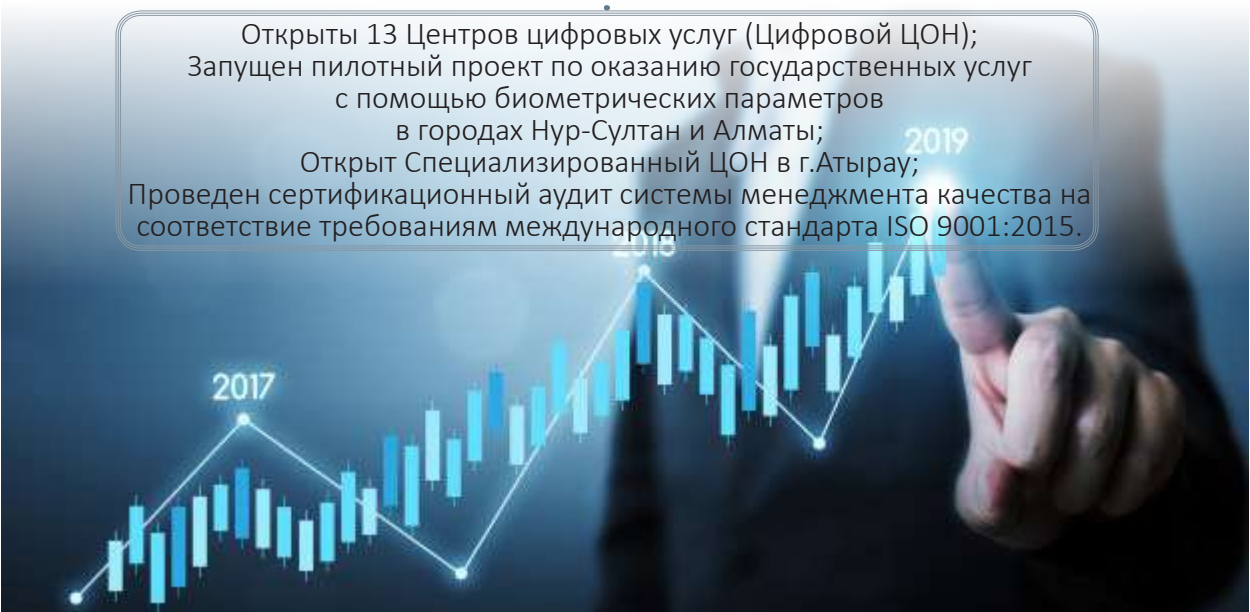 Открыты 13 Центров цифровых услуг (Цифровой ЦОН);
Запущен пилотный проект по оказанию государственных услуг
с помощью биометрических параметров
в городах Нур-Султан и Алматы;
2019
Открыт Специализированный ЦОН в г.Атырау;
Проведен сертификационный аудит системы менеджмента качества на
соответствие требованиям международного стандарта ISO 9001:2015.
2018
2017